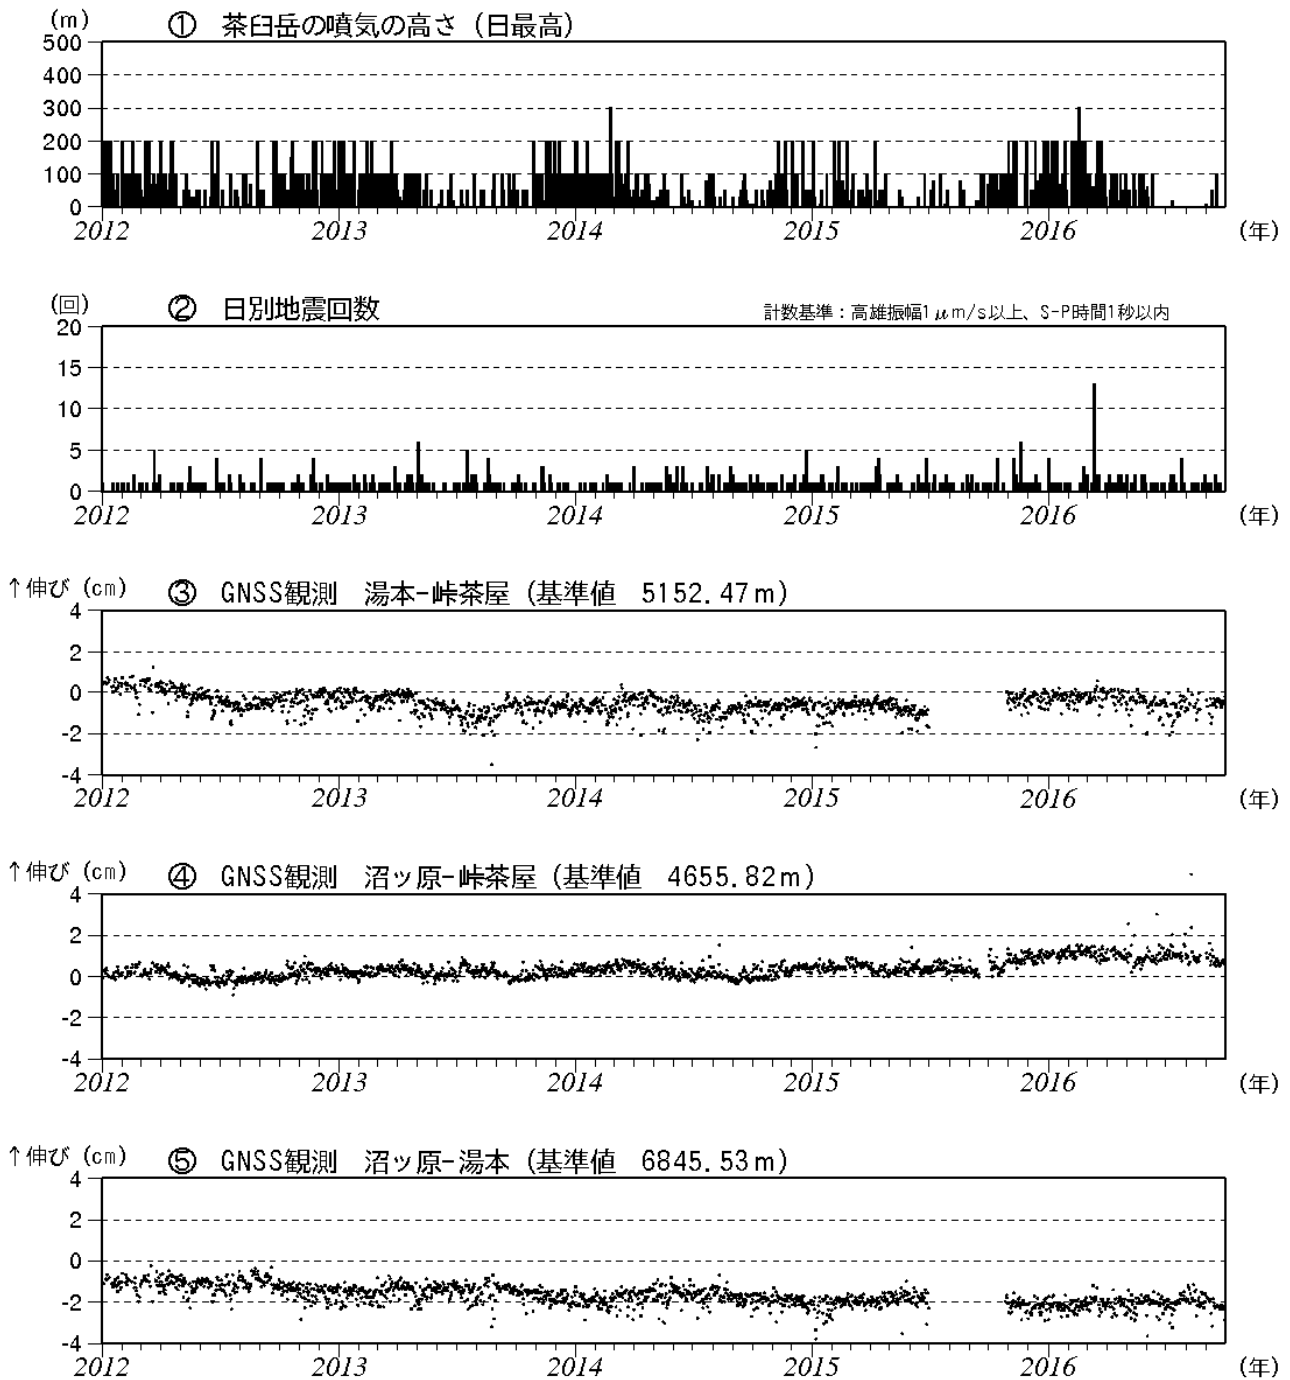 (m) ① 茶臼岳の噴気の高さ（日最高）
500
400
300
200
100
0
2012 2013 2014 2015 2016 (年)
(回) ② 日別地震回数 計数基準：高雄振幅1μm/s以上、S-P時間1秒以内
20
15
10
5
0
2012 2013 2014 2015 2016 (年)
↑伸び (cm) ③ GNSS観測 湯本-峠茶屋（基準値 5152.47m）
4
2
0
-2
-4
2012 2013 2014 2015 2016 (年)
↑伸び (cm) ④ GNSS観測 沼ッ原-峠茶屋（基準値 4655.82m）
4
2
0
-2
-4
2012 2013 2014 2015 2016 (年)
↑伸び (cm) ⑤ GNSS観測 沼ッ原-湯本（基準値 6845.53m）
4
2
0
-2
-4
2012 2013 2014 2015 2016 (年)